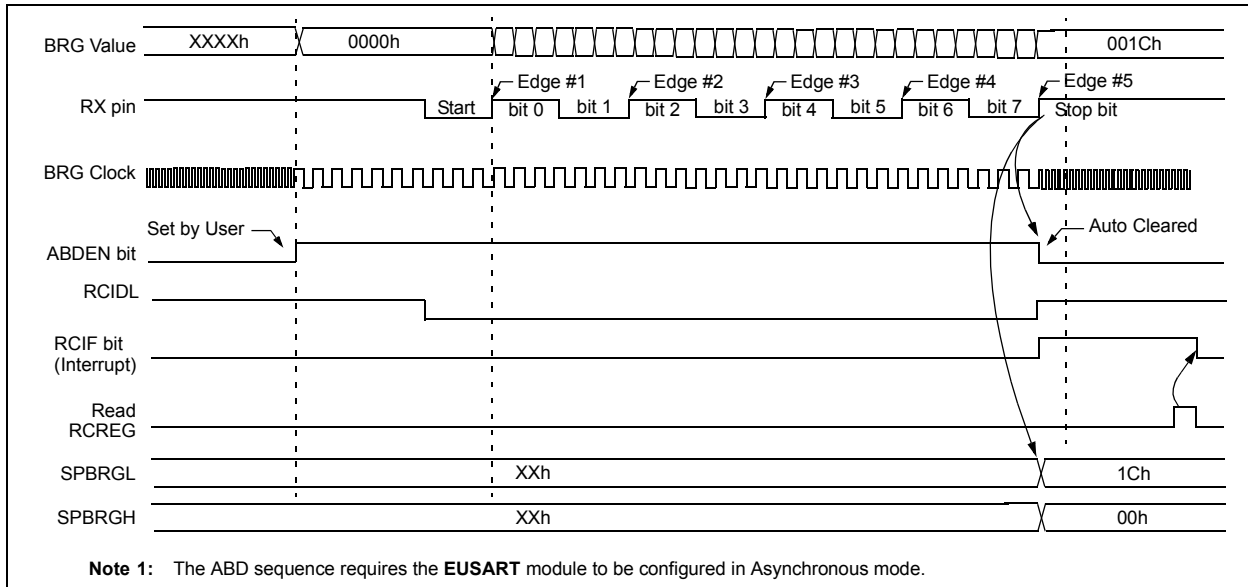 BRG Value XXXXh 0000h 001Ch
Edge #1 Edge #2 Edge #3 Edge #4 Edge #5
RX pin Start bit 0 bit 1 bit 2 bit 3 bit 4 bit 5 bit 6 bit 7 Stop bit
BRG Clock
Set by User Auto Cleared
ABDEN bit
RCIDL
RCIF bit
(Interrupt)
Read
RCREG
SPBRGL XXh 1Ch
SPBRGH XXh 00h
Note 1: The ABD sequence requires the EUSART module to be configured in Asynchronous mode.